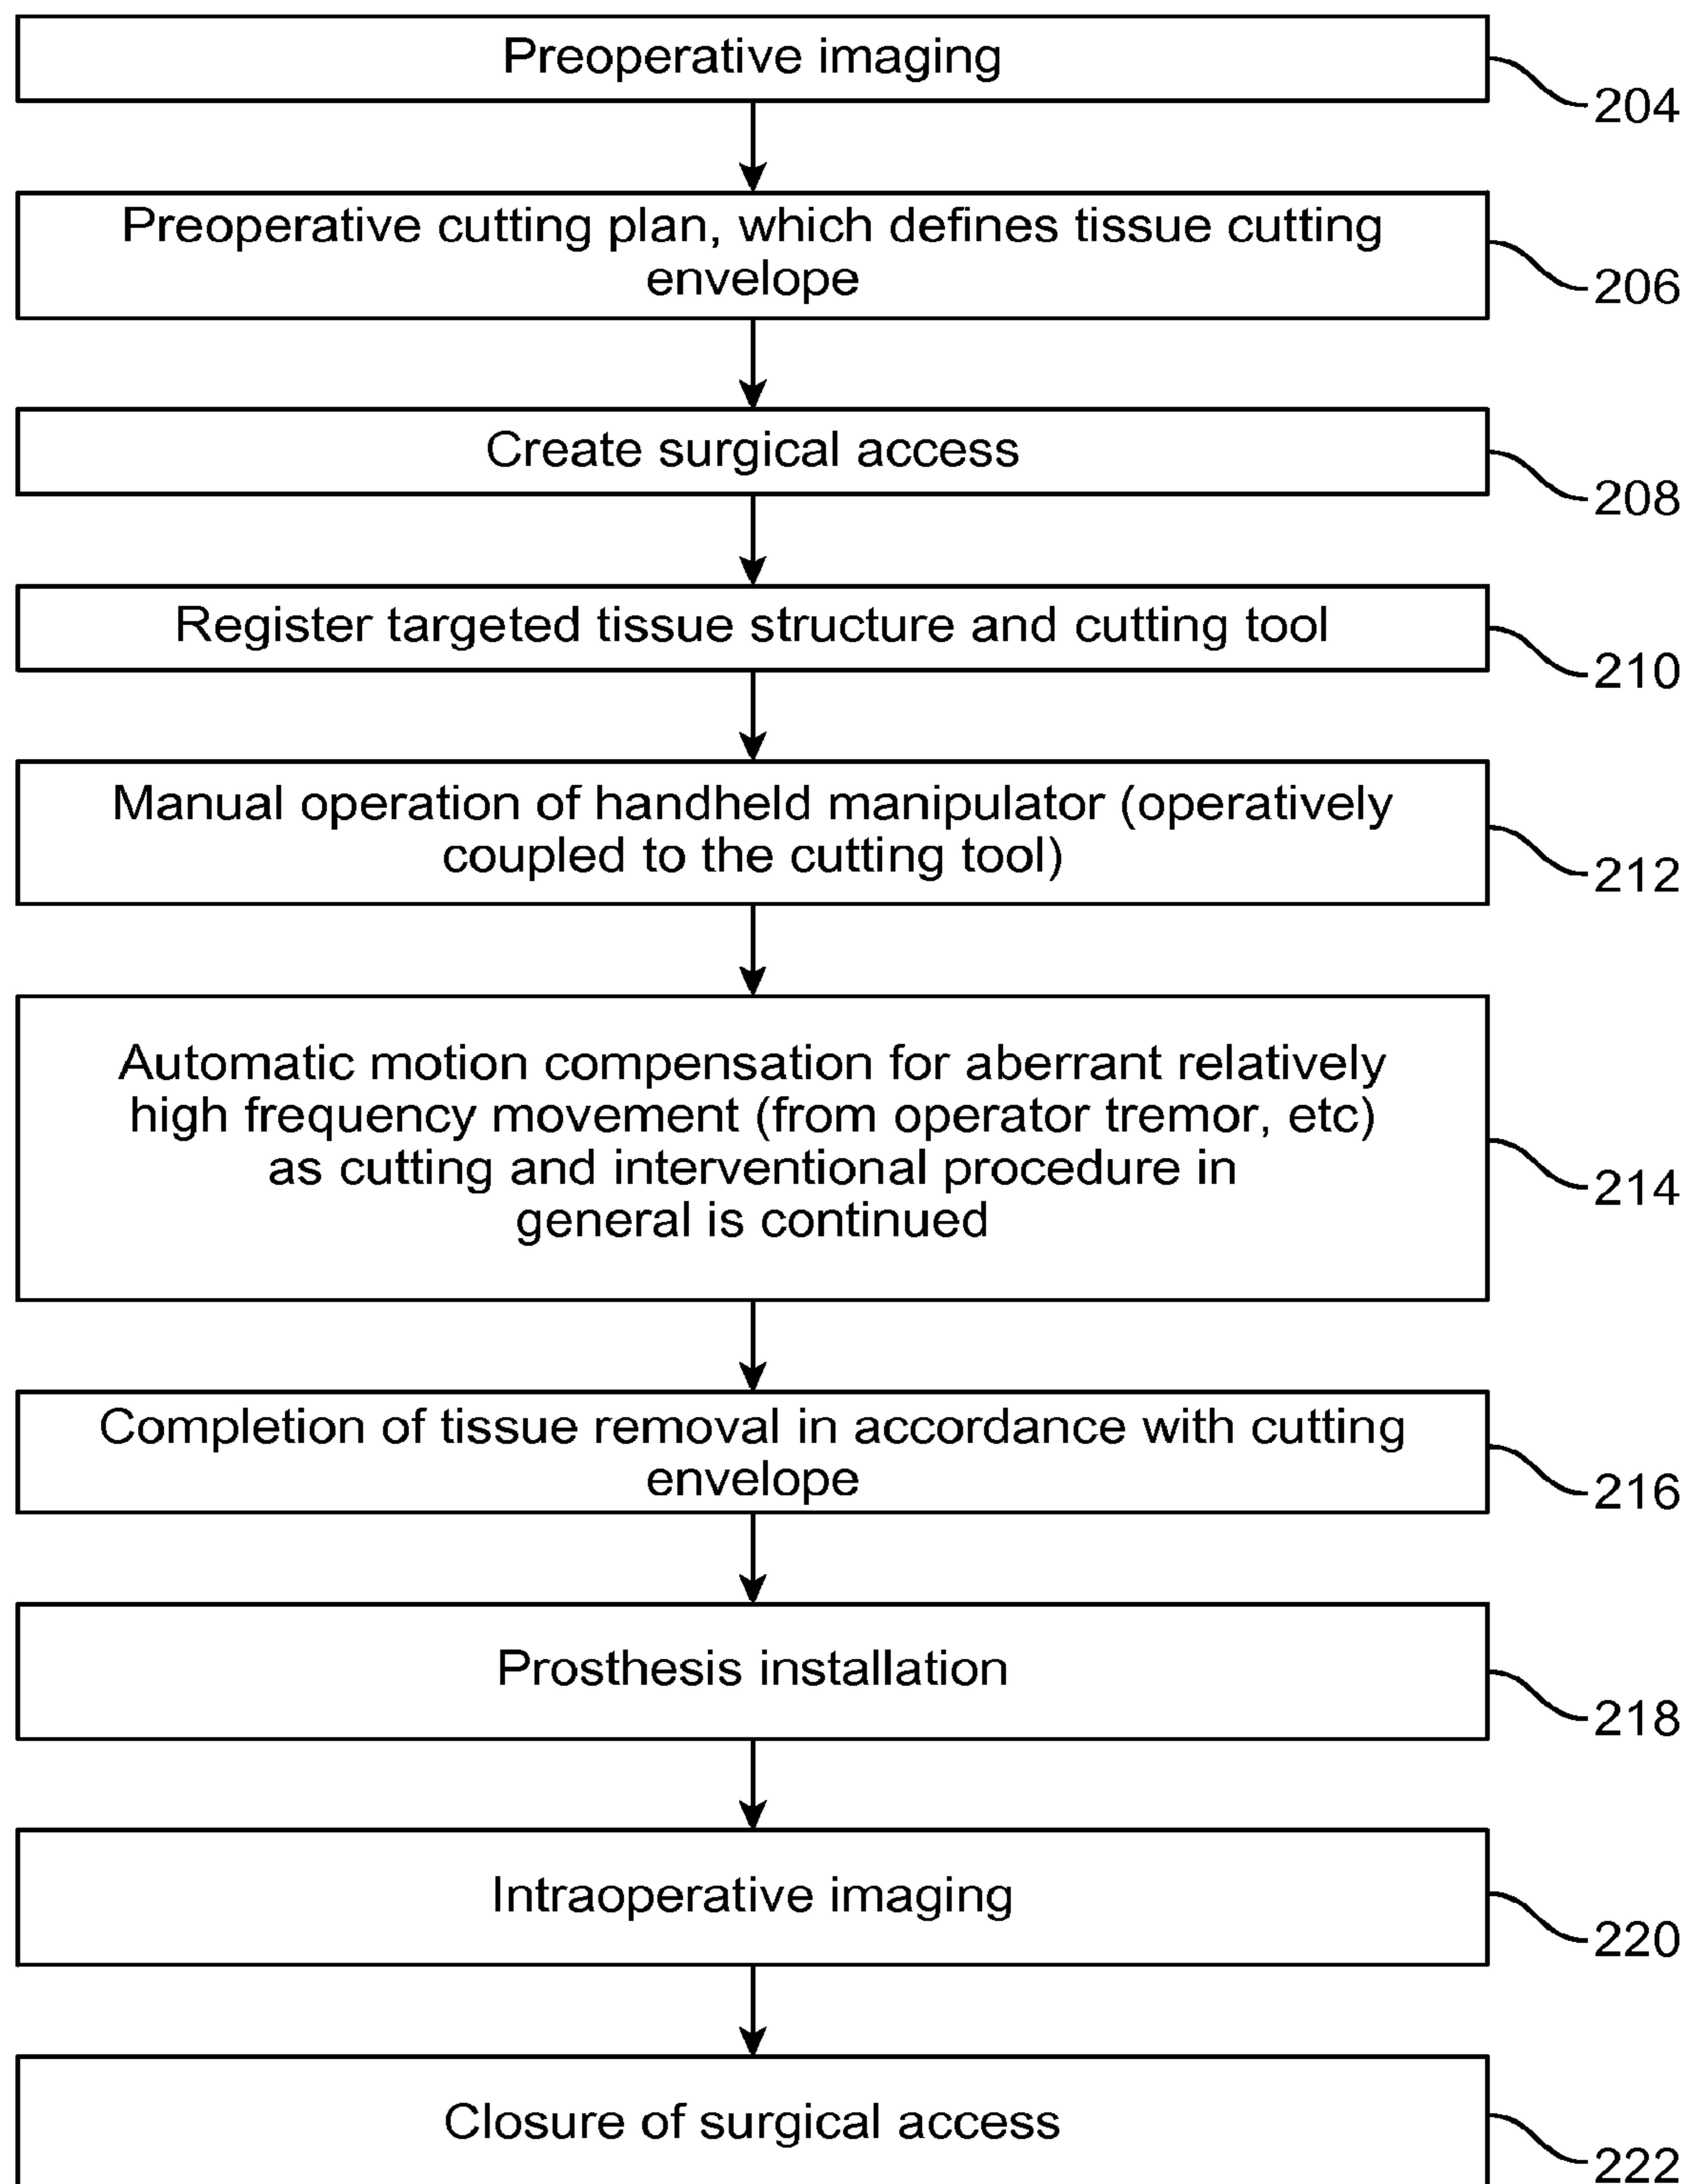 Preoperative imaging
204
Preoperative cutting plan, which defines tissue cutting
envelope
206
Create surgical access
208
Register targeted tissue structure and cutting tool
210
Manual operation of handheld manipulator (operatively
coupled to the cutting tool)
212
Automatic motion compensation for aberrant relatively
high frequency movement (from operator tremor, etc)
as cutting and interventional procedure in
general is continued
214
Completion of tissue removal in accordance with cutting
envelope
216
Prosthesis installation
218
Intraoperative imaging
220
Closure of surgical access
222